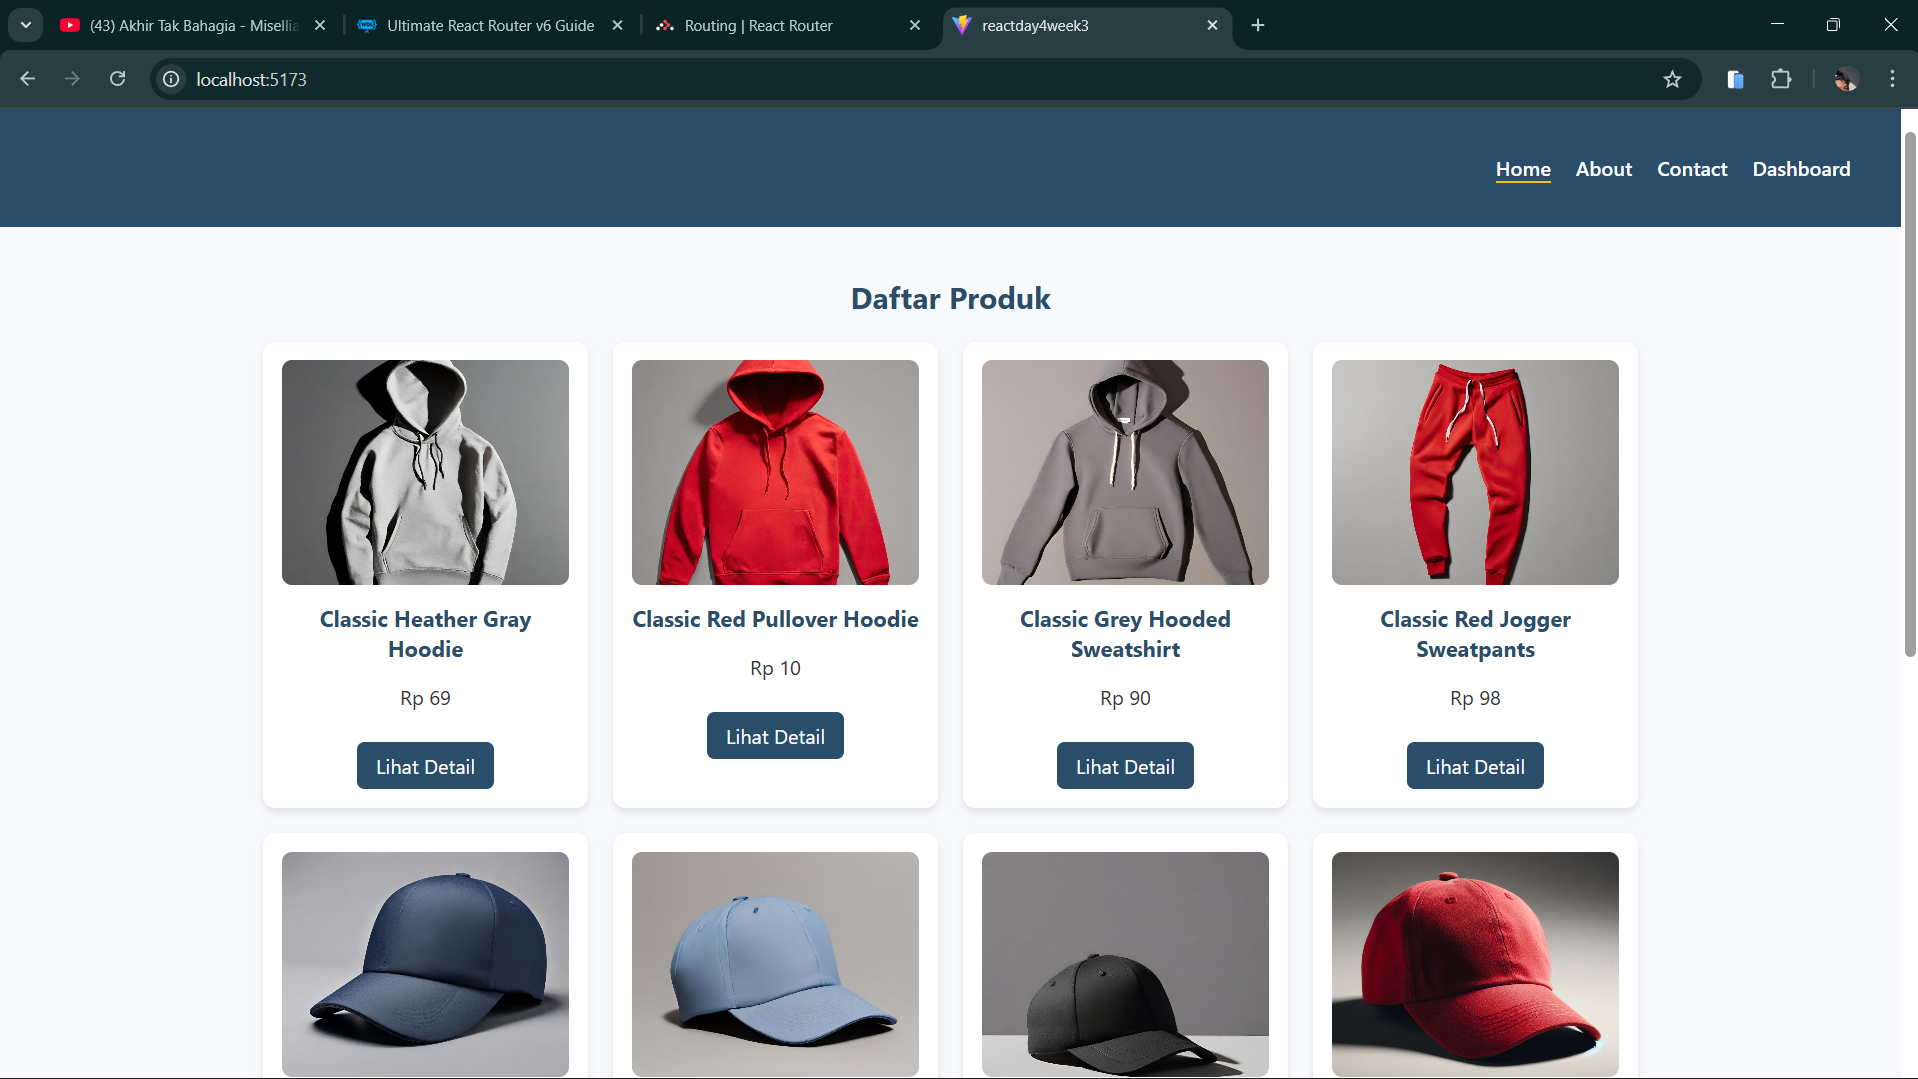 (43) Akhir Tak Bahagia - Misellia
Ultimate React Router v6 Guide
Routing | React Router
reactday4week3
localhost:5173
Home About Contact Dashboard
Daftar Produk
Classic Heather Gray
Hoodie
Rp 69
Lihat Detail
Classic Red Pullover Hoodie
Rp 10
Lihat Detail
Classic Grey Hooded
Sweatshirt
Rp 90
Lihat Detail
Classic Red Jogger
Sweatpants
Rp 98
Lihat Detail